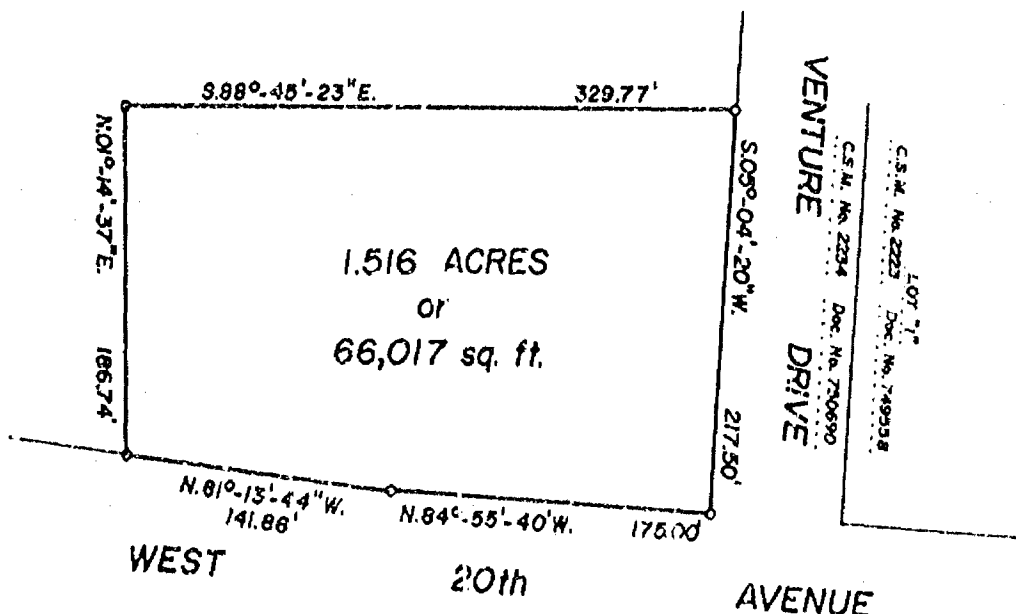 S.88°-45'-23"E. 329.77'
N.01°-14'-37"E. 186.74'
S.05°-04'-20"W. 217.50'
1.516 ACRES
or
66,017 sq. ft.
N.81°-13'-44"W.
141.86'
N.84°-55'-40"W. 175.00'
WEST 20th AVENUE
VENTURE DRIVE
C.S.M. No. 2234 Doc. No. 750690
LOT "1"
C.S.M. No. 2223 Doc. No. 749558